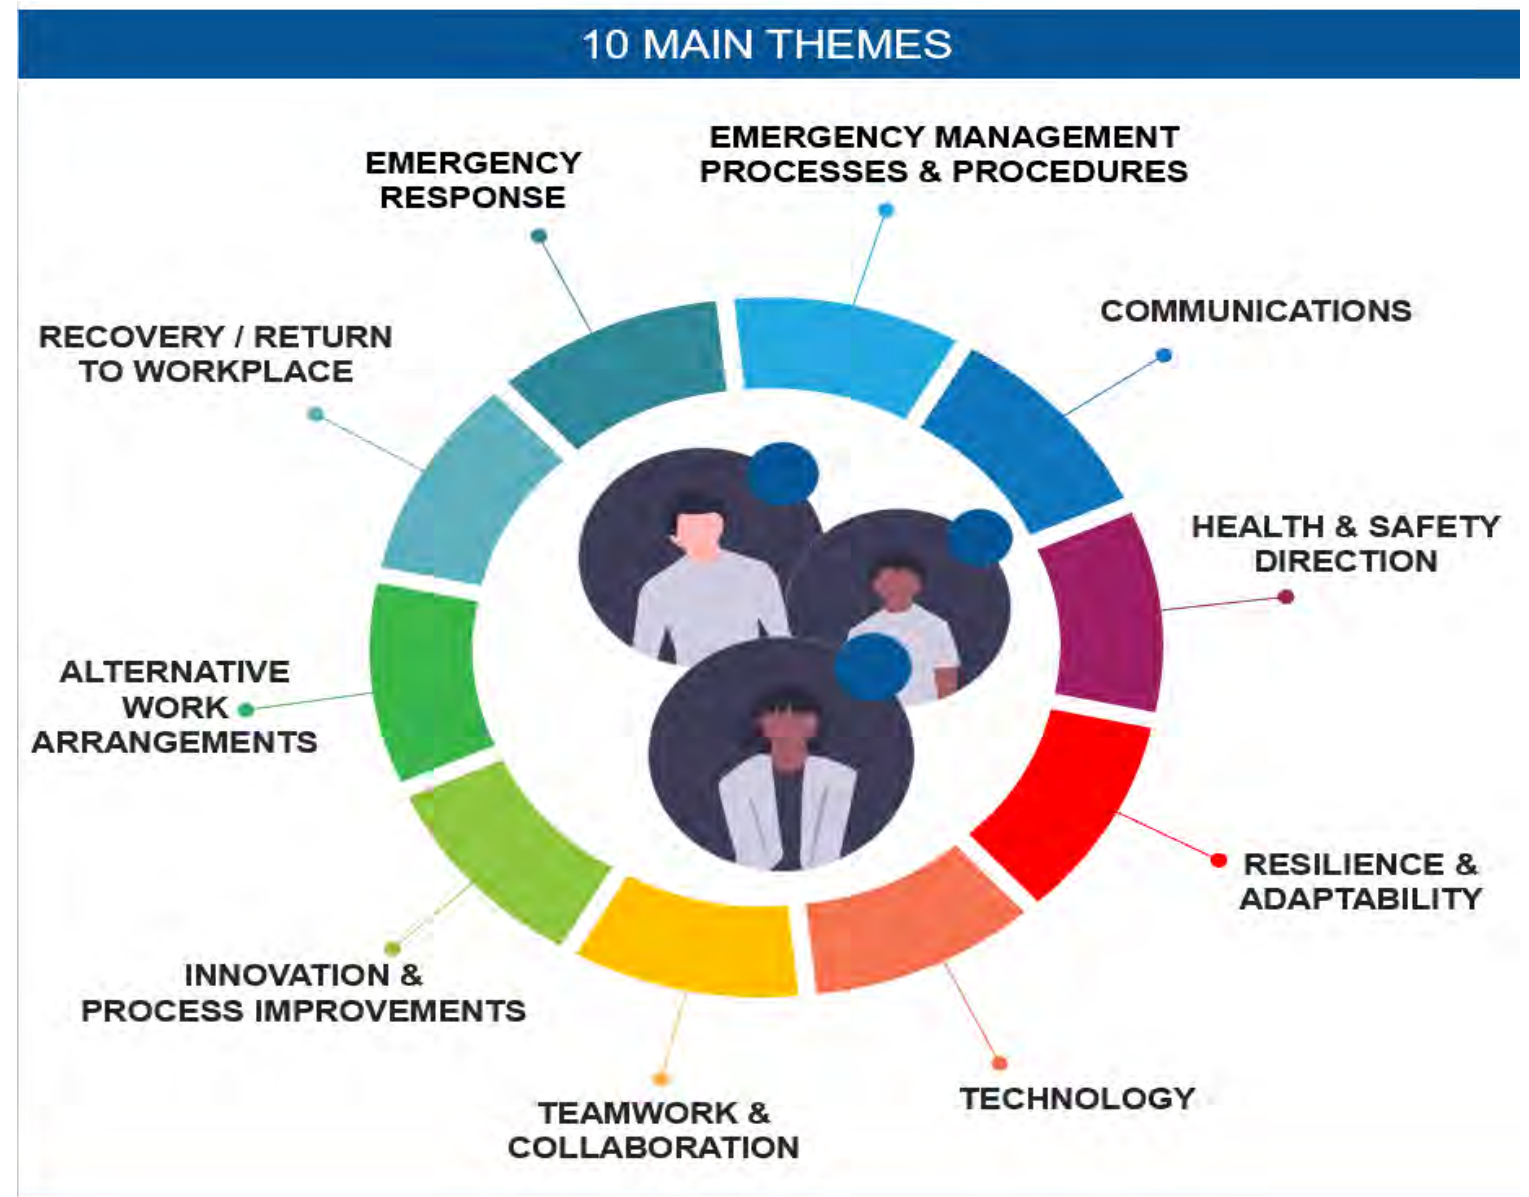 10 MAIN THEMES
EMERGENCY MANAGEMENT
PROCESSES & PROCEDURES
COMMUNICATIONS
HEALTH & SAFETY
DIRECTION
RESILIENCE &
ADAPTABILITY
TECHNOLOGY
TEAMWORK &
COLLABORATION
INNOVATION &
PROCESS IMPROVEMENTS
ALTERNATIVE
WORK
ARRANGEMENTS
RECOVERY / RETURN
TO WORKPLACE
EMERGENCY
RESPONSE